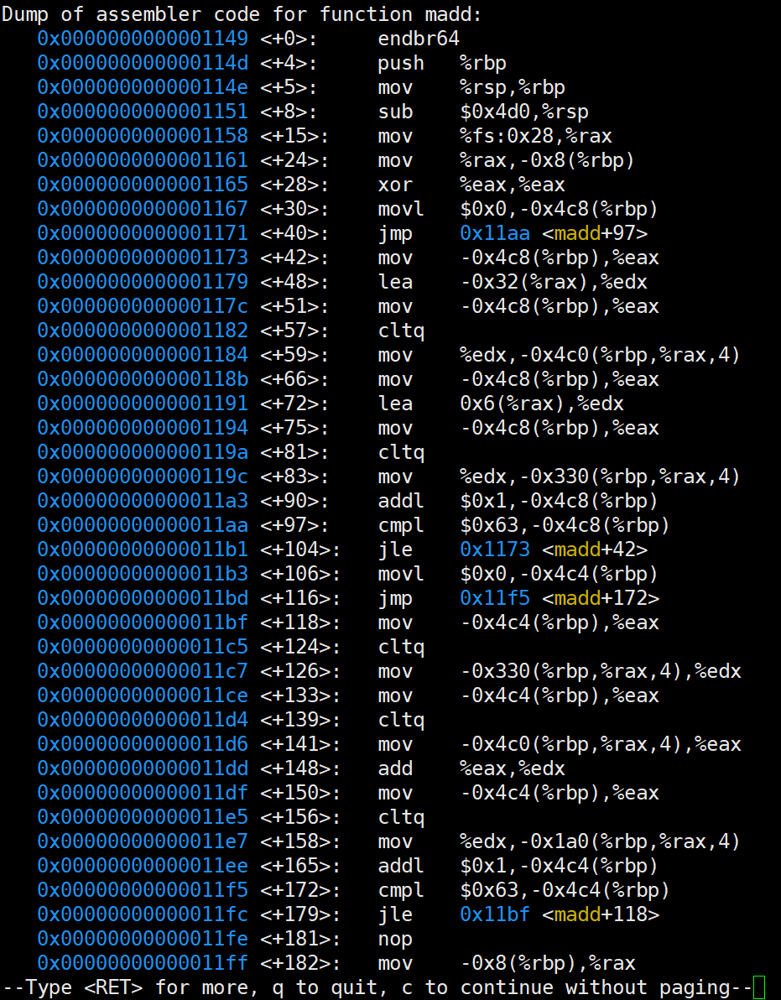 Dump of assembler code for function madd:
   0x0000000000001149 <+0>:     endbr64
   0x000000000000114d <+4>:     push   %rbp
   0x000000000000114e <+5>:     mov    %rsp,%rbp
   0x0000000000001151 <+8>:     sub    $0x4d0,%rsp
   0x0000000000001158 <+15>:    mov    %fs:0x28,%rax
   0x0000000000001161 <+24>:    mov    %rax,-0x8(%rbp)
   0x0000000000001165 <+28>:    xor    %eax,%eax
   0x0000000000001167 <+30>:    movl   $0x0,-0x4c8(%rbp)
   0x0000000000001171 <+40>:    jmp    0x11aa <madd+97>
   0x0000000000001173 <+42>:    mov    -0x4c8(%rbp),%eax
   0x0000000000001179 <+48>:    lea    -0x32(%rax),%edx
   0x000000000000117c <+51>:    mov    -0x4c8(%rbp),%eax
   0x0000000000001182 <+57>:    cltq
   0x0000000000001184 <+59>:    mov    %edx,-0x4c0(%rbp,%rax,4)
   0x000000000000118b <+66>:    mov    -0x4c8(%rbp),%eax
   0x0000000000001191 <+72>:    lea    0x6(%rax),%edx
   0x0000000000001194 <+75>:    mov    -0x4c8(%rbp),%eax
   0x000000000000119a <+81>:    cltq
   0x000000000000119c <+83>:    mov    %edx,-0x330(%rbp,%rax,4)
   0x00000000000011a3 <+90>:    addl   $0x1,-0x4c8(%rbp)
   0x00000000000011aa <+97>:    cmpl   $0x63,-0x4c8(%rbp)
   0x00000000000011b1 <+104>:   jle    0x1173 <madd+42>
   0x00000000000011b3 <+106>:   movl   $0x0,-0x4c4(%rbp)
   0x00000000000011bd <+116>:   jmp    0x11f5 <madd+172>
   0x00000000000011bf <+118>:   mov    -0x4c4(%rbp),%eax
   0x00000000000011c5 <+124>:   cltq
   0x00000000000011c7 <+126>:   mov    -0x330(%rbp,%rax,4),%edx
   0x00000000000011ce <+133>:   mov    -0x4c4(%rbp),%eax
   0x00000000000011d4 <+139>:   cltq
   0x00000000000011d6 <+141>:   mov    -0x4c0(%rbp,%rax,4),%eax
   0x00000000000011dd <+148>:   add    %eax,%edx
   0x00000000000011df <+150>:   mov    -0x4c4(%rbp),%eax
   0x00000000000011e5 <+156>:   cltq
   0x00000000000011e7 <+158>:   mov    %edx,-0x1a0(%rbp,%rax,4)
   0x00000000000011ee <+165>:   addl   $0x1,-0x4c4(%rbp)
   0x00000000000011f5 <+172>:   cmpl   $0x63,-0x4c4(%rbp)
   0x00000000000011fc <+179>:   jle    0x11bf <madd+118>
   0x00000000000011fe <+181>:   nop
   0x00000000000011ff <+182>:   mov    -0x8(%rbp),%rax
--Type <RET> for more, q to quit, c to continue without paging--